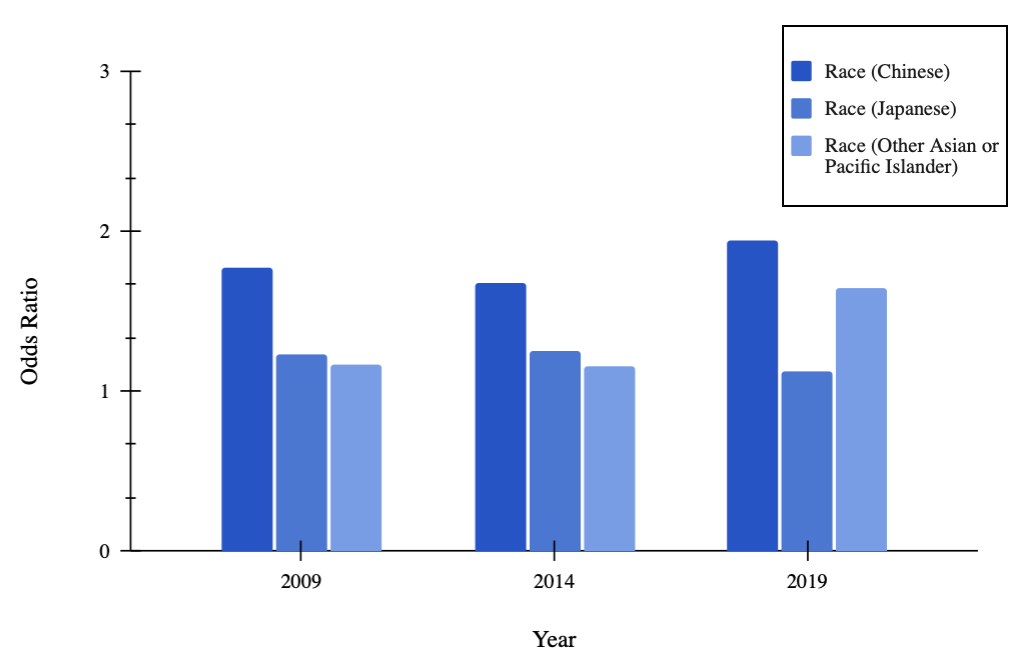 Race (Chinese)
Race (Japanese)
Race (Other Asian or
Pacific Islander)
3
2
1
0
Odds Ratio
2009
2014
2019
Year